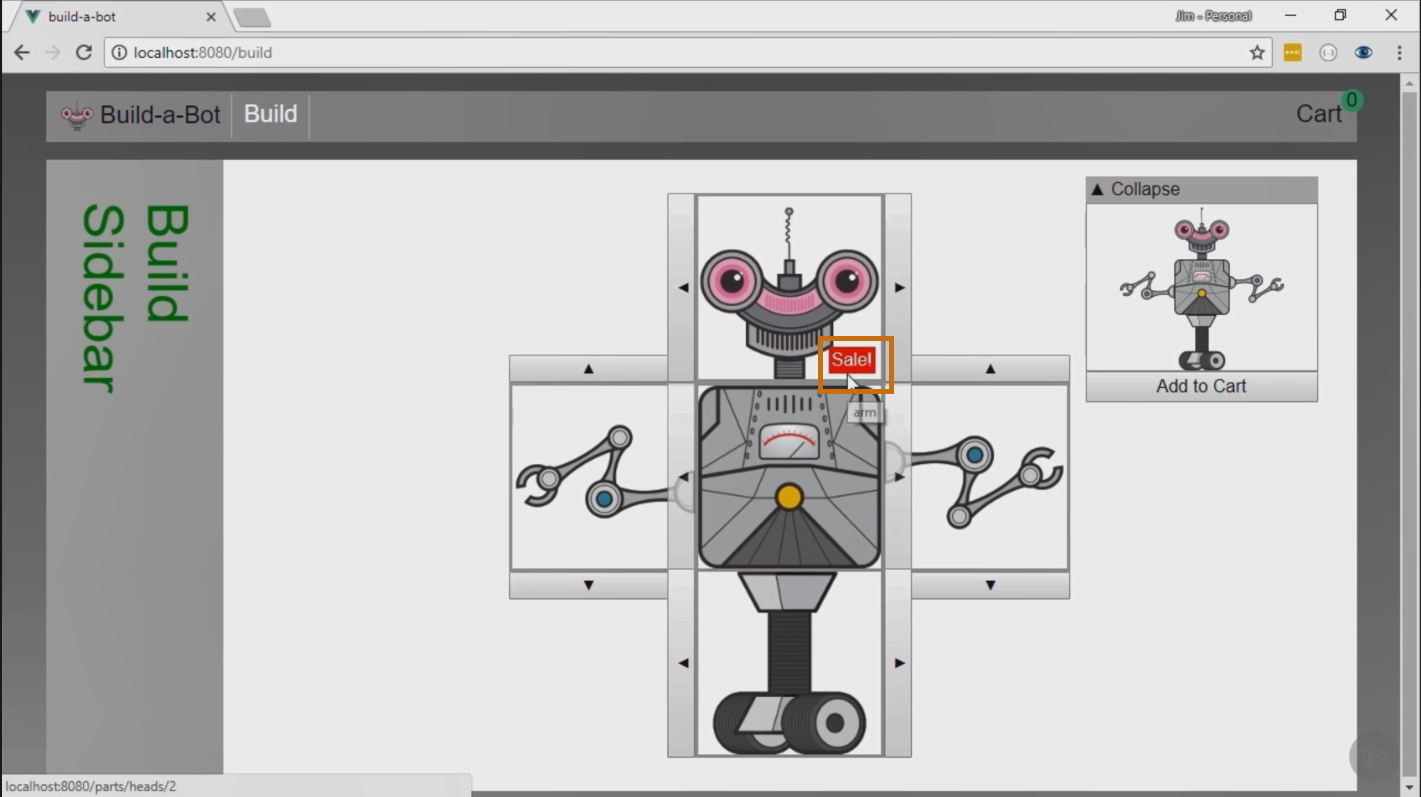 build-a-bot
Jim - Personal
localhost:8080/build
Build-a-Bot
Build
Cart
0
Build
Sidebar
▲ Collapse
Add to Cart
Sale!
arm
localhost:8080/parts/heads/2